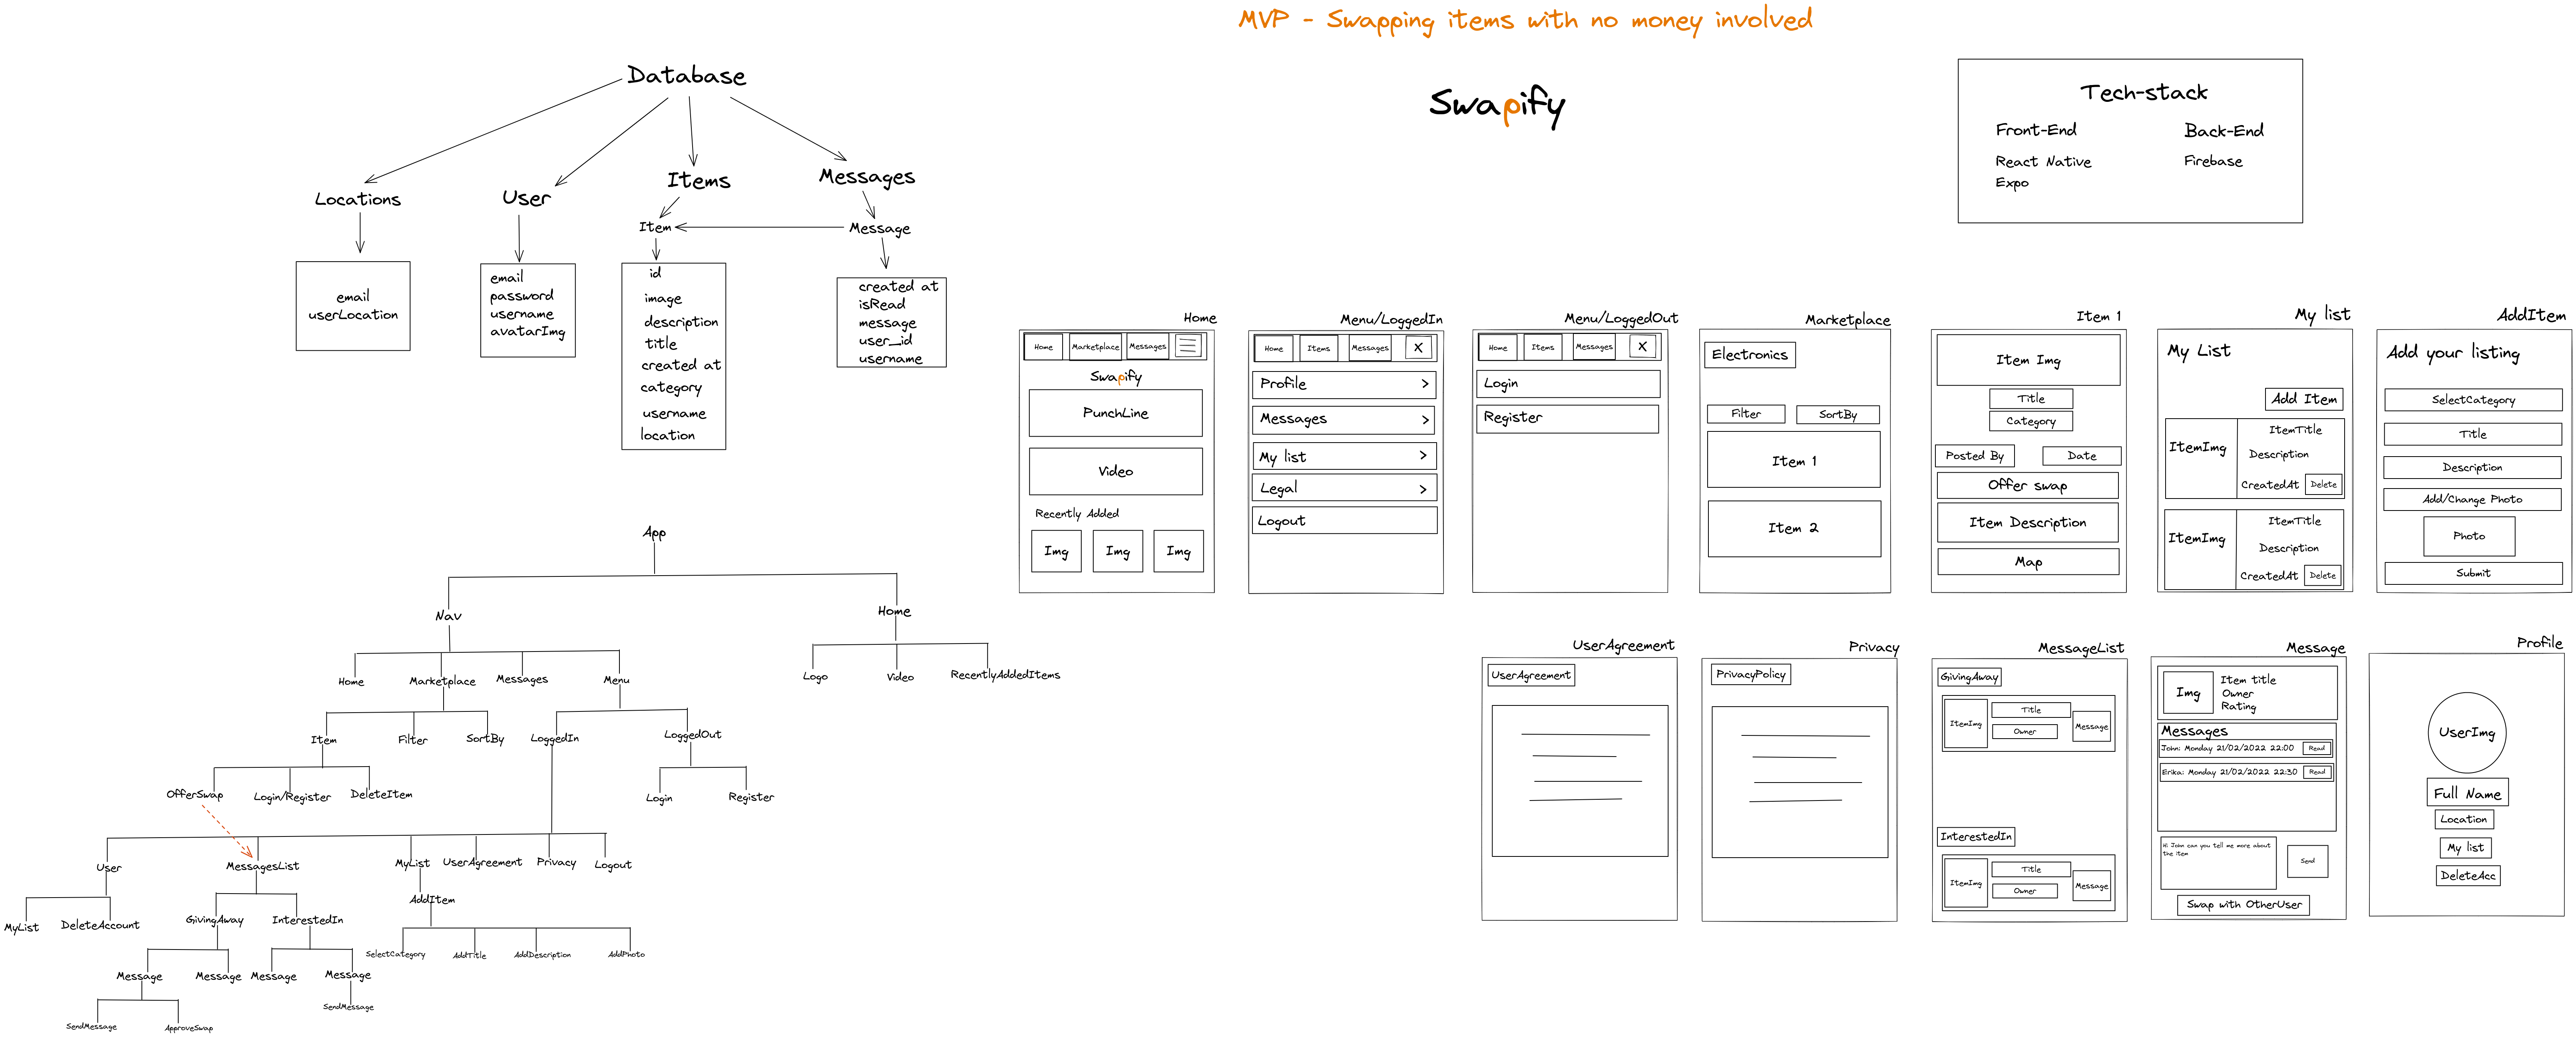 MVP - Swapping items with no money involved
Swapify
Tech-stack
Front-End
React Native
Expo
Back-End
Firebase
Database
Locations
User
Items
Messages
Item
Message
email
userLocation
email
password
username
avatarImg
id
image
description
title
created at
category
username
location
created at
isRead
message
user_id
username
App
Nav
Home
Home
Marketplace
Messages
Menu
Logo
Video
RecentlyAddedItems
Item
Filter
SortBy
LoggedIn
LoggedOut
OfferSwap
Login/Register
DeleteItem
Login
Register
User
MessagesList
MyList
UserAgreement
Privacy
Logout
MyList
DeleteAccount
GivingAway
InterestedIn
AddItem
SelectCategory
AddTitle
AddDescription
AddPhoto
Message
Message
Message
Message
SendMessage
ApproveSwap
SendMessage
Home
Home
Marketplace
Messages
Swapify
PunchLine
Video
Recently Added
Img
Img
Img
Menu/LoggedIn
Home
Items
Messages
X
Profile >
Messages >
My list >
Legal >
Logout
Menu/LoggedOut
Home
Items
Messages
X
Login
Register
Marketplace
Electronics
Filter
SortBy
Item 1
Item 2
Item 1
Item Img
Title
Category
Posted By
Date
Offer swap
Item Description
Map
My list
My List
Add Item
ItemImg
ItemTitle
Description
CreatedAt
Delete
ItemImg
ItemTitle
Description
CreatedAt
Delete
AddItem
Add your listing
SelectCategory
Title
Description
Add/Change Photo
Photo
Submit
UserAgreement
UserAgreement
Privacy
PrivacyPolicy
MessageList
GivingAway
ItemImg
Title
Owner
Message
InterestedIn
ItemImg
Title
Owner
Message
Message
Img
Item title
Owner
Rating
Messages
John: Monday 21/02/2022 22:00
Read
Erika: Monday 21/02/2022 22:30
Read
Hi John can you tell me more about
the item
Send
Swap with OtherUser
Profile
UserImg
Full Name
Location
My list
DeleteAcc